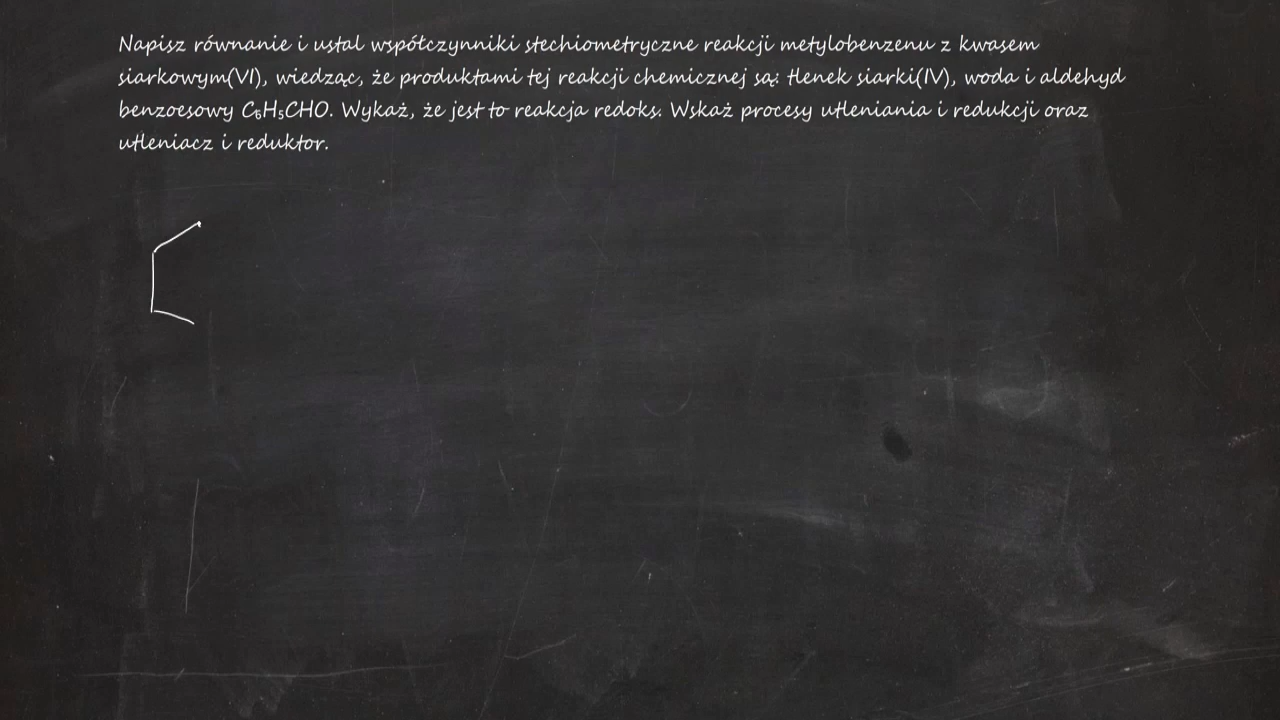 Napisz równanie i ustal współczynniki stechiometryczne reakcji metylobenzenu z kwasem
siarkowym(VI), wiedząc, że produktami tej reakcji chemicznej są: tlenek siarki(IV), woda i aldehyd
benzoesowy C₆H₅CHO. Wykaż, że jest to reakcja redoks. Wskaż procesy utleniania i redukcji oraz
utleniacz i reduktor.